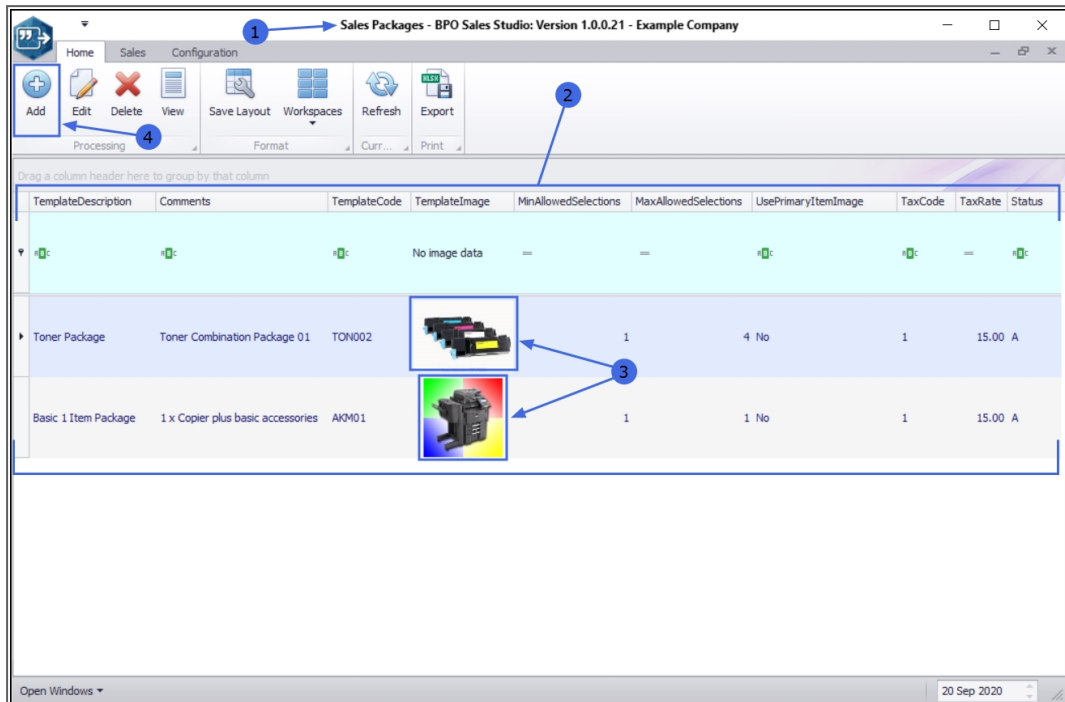 1
Sales Packages - BPO Sales Studio: Version 1.0.0.21 - Example Company
Home Sales Configuration
Add Edit Delete View Save Layout Workspaces Refresh XLSX Export
2
4
Processing Format Curr... Print
Drag a column header here to group by that column
TemplateDescription Comments TemplateCode TemplateImage MinAllowedSelections MaxAllowedSelections UsePrimaryItemImage TaxCode TaxRate Status
No image data = = =
Toner Package Toner Combination Package 01 TON002 1 4 No 1 15.00 A
3
Basic 1 Item Package 1 x Copier plus basic accessories AKM01 1 1 No 1 15.00 A
Open Windows 20 Sep 2020